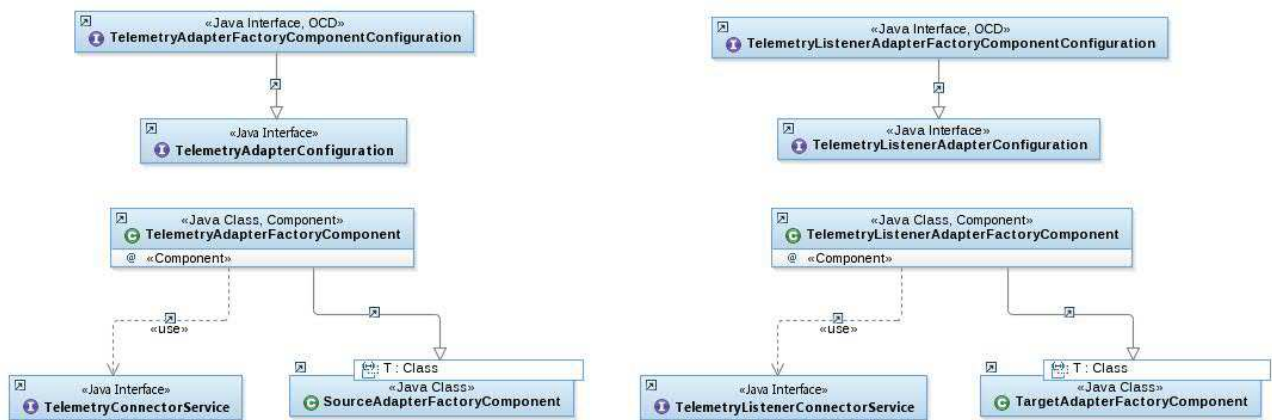 «Java Interface, OCD»
TelemetryAdapterFactoryComponentConfiguration
«Java Interface, OCD»
TelemetryListenerAdapterFactoryComponentConfiguration
«Java Interface»
TelemetryAdapterConfiguration
«Java Interface»
TelemetryListenerAdapterConfiguration
«Java Class, Component»
TelemetryAdapterFactoryComponent
@ «Component»
«Java Class, Component»
TelemetryListenerAdapterFactoryComponent
@ «Component»
«use»
«use»
«Java Interface»
TelemetryConnectorService
T : Class
«Java Class»
SourceAdapterFactoryComponent
«Java Interface»
TelemetryListenerConnectorService
T : Class
«Java Class»
TargetAdapterFactoryComponent